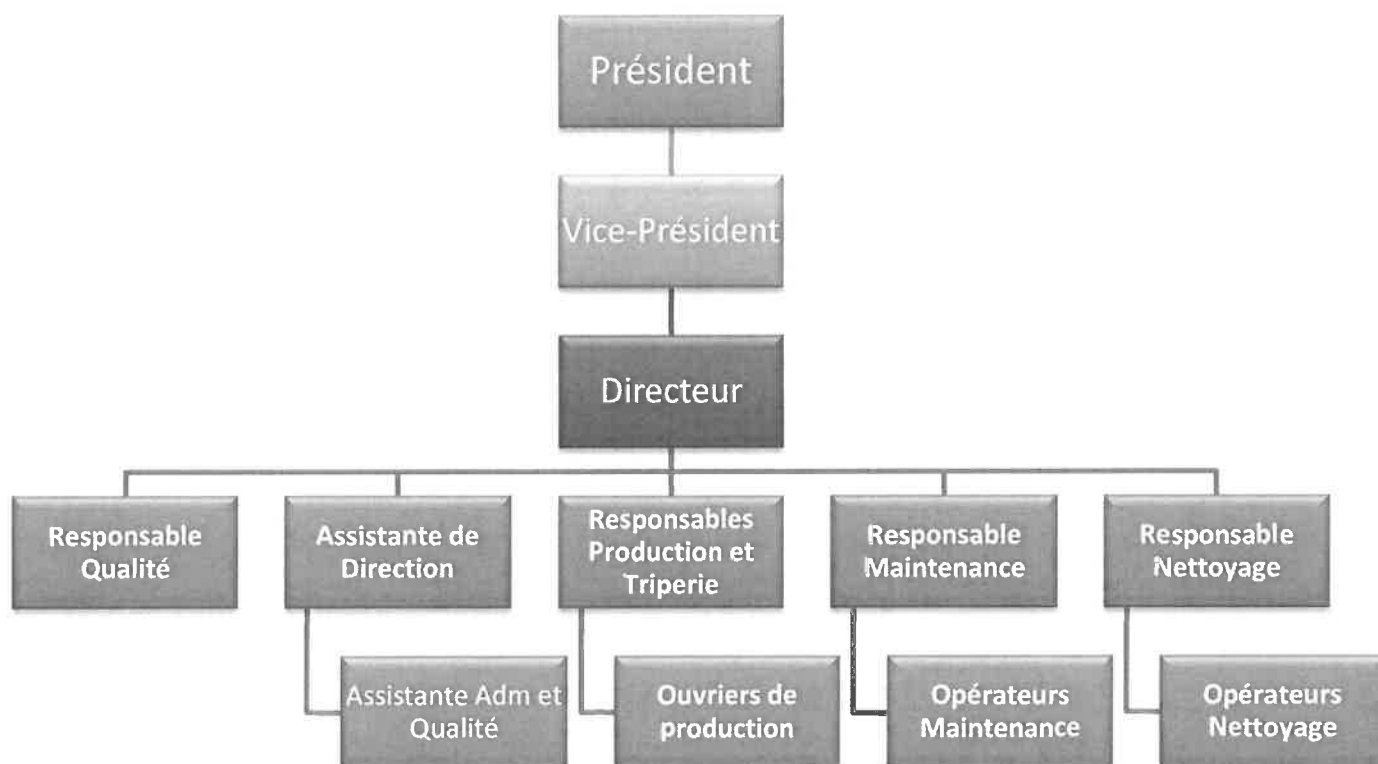 Président
Vice-Président
Directeur
Responsable
Qualité
Assistante de
Direction
Responsables
Production et
Triperie
Responsable
Maintenance
Responsable
Nettoyage
Assistante Adm et
Qualité
Ouvriers de
production
Opérateurs
Maintenance
Opérateurs
Nettoyage